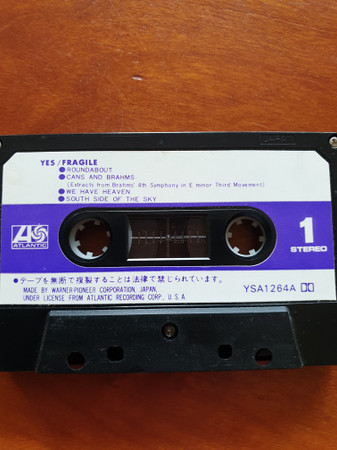 YES/FRAGILE
●ROUNDABOUT
●CANS AND BRAHMS
(Extracts from Brahms' 4th Symphony in E minor Third Movement)
●WE HAVE HEAVEN
●SOUTH SIDE OF THE SKY
ATLANTIC
1
STEREO
●テープを無断で複製することは法律で禁じられています。
MADE BY WARNER-PIONEER CORPORATION, JAPAN,
UNDER LICENSE FROM ATLANTIC RECORDING CORP., U.S.A
YSA1264A